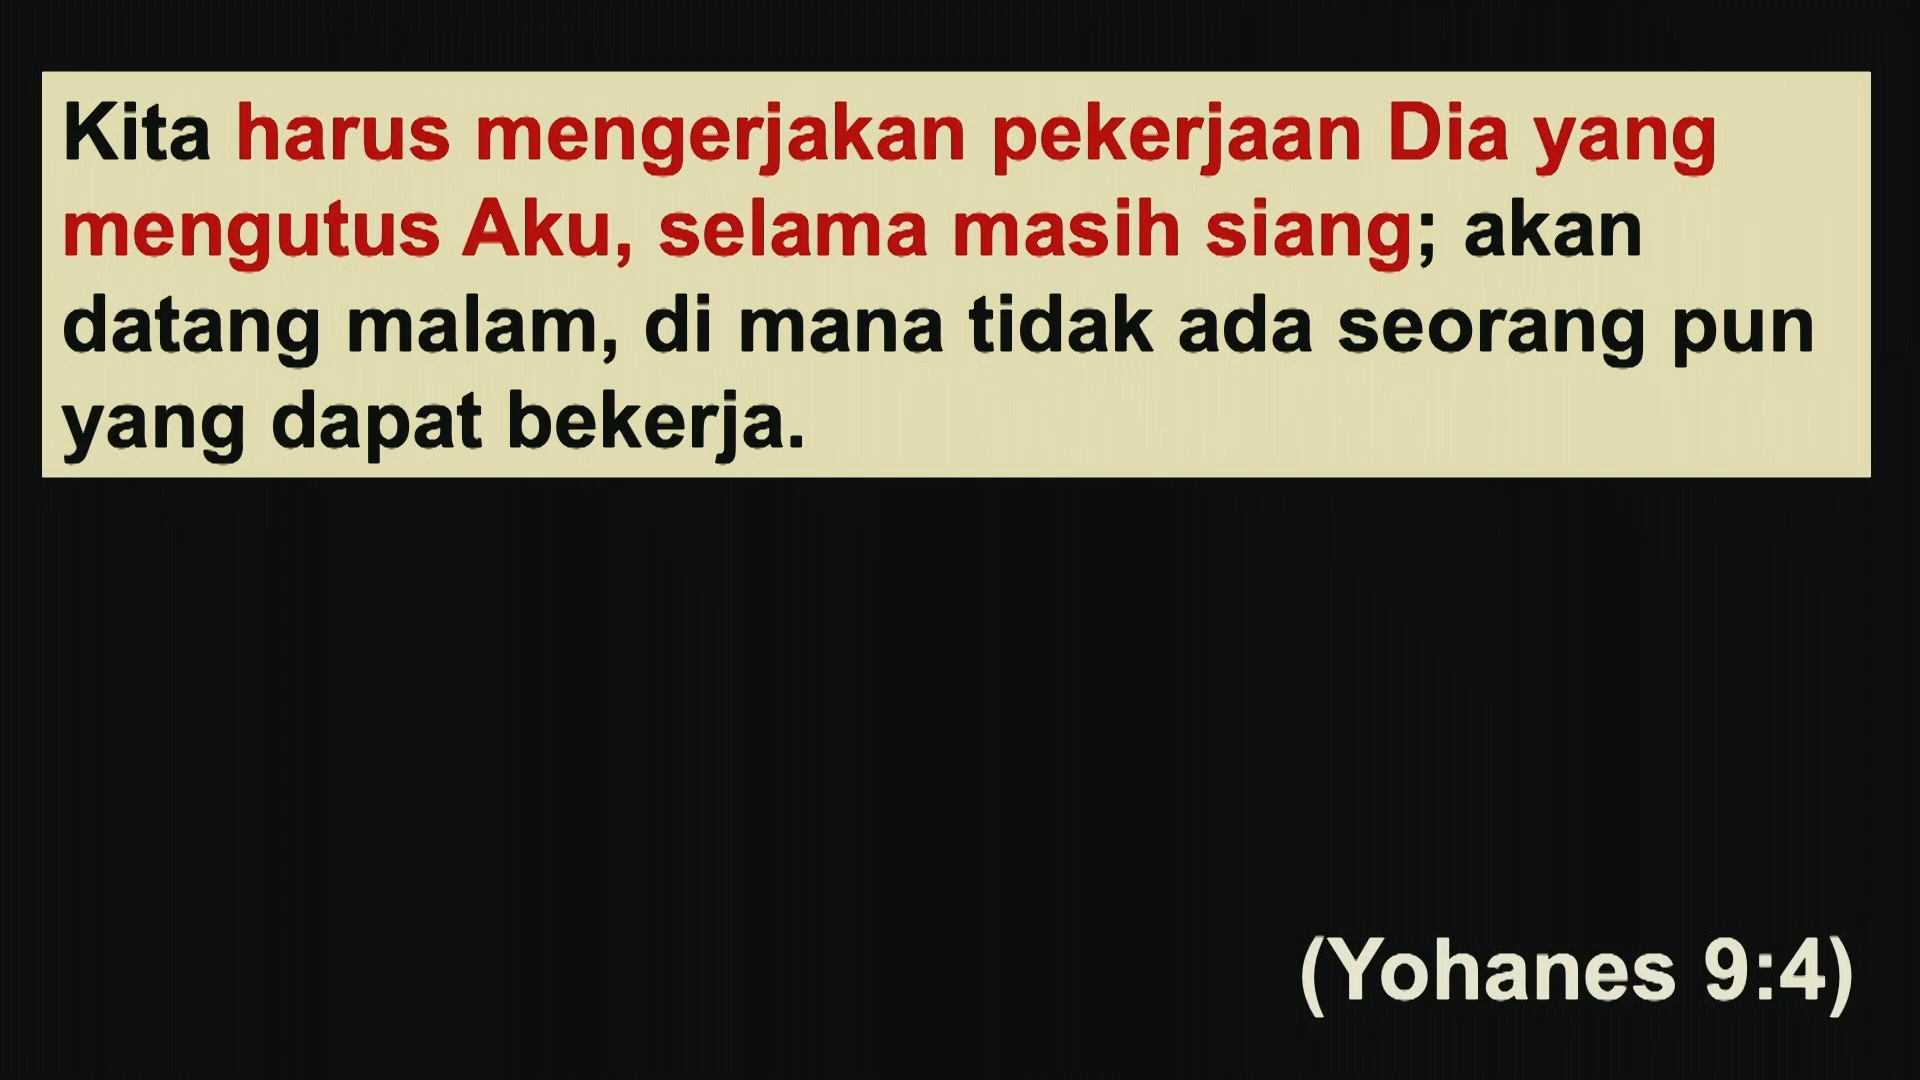 Kita harus mengerjakan pekerjaan Dia yang
mengutus Aku, selama masih siang; akan
datang malam, di mana tidak ada seorang pun
yang dapat bekerja.
(Yohanes 9:4)